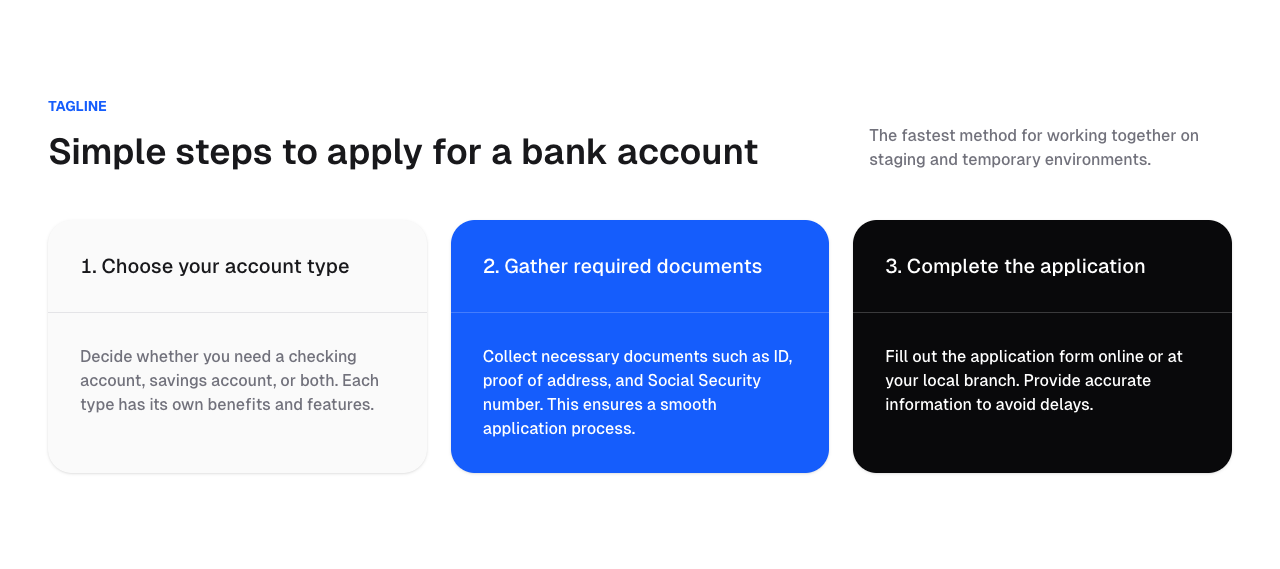 TAGLINE
Simple steps to apply for a bank account
The fastest method for working together on
staging and temporary environments.
1. Choose your account type
Decide whether you need a checking
account, savings account, or both. Each
type has its own benefits and features.
2. Gather required documents
Collect necessary documents such as ID,
proof of address, and Social Security
number. This ensures a smooth
application process.
3. Complete the application
Fill out the application form online or at
your local branch. Provide accurate
information to avoid delays.